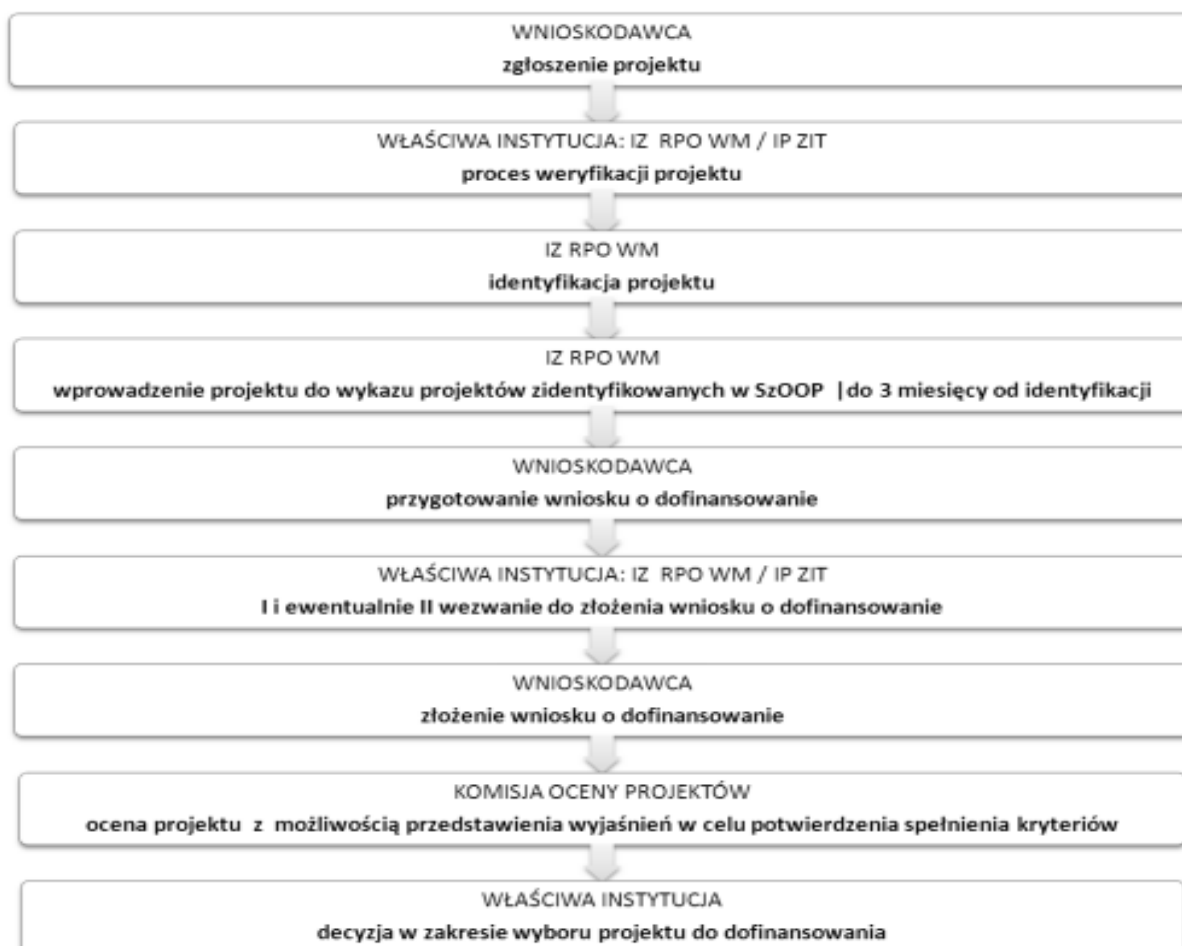 WNIOSKODAWCA
zgłoszenie projektu
WŁAŚCIWA INSTYTUCJA: IZ RPO WM / IP ZIT
proces weryfikacji projektu
IZ RPO WM
identyfikacja projektu
IZ RPO WM
wprowadzenie projektu do wykazu projektów zidentyfikowanych w SzOOP |do 3 miesięcy od identyfikacji
WNIOSKODAWCA
przygotowanie wniosku o dofinansowanie
WŁAŚCIWA INSTYTUCJA: IZ RPO WM / IP ZIT
I i ewentualnie II wezwanie do złożenia wniosku o dofinansowanie
WNIOSKODAWCA
złożenie wniosku o dofinansowanie
KOMISJA OCENY PROJEKTÓW
ocena projektu z możliwością przedstawienia wyjaśnień w celu potwierdzenia spełnienia kryteriów
WŁAŚCIWA INSTYTUCJA
decyzja w zakresie wyboru projektu do dofinansowania